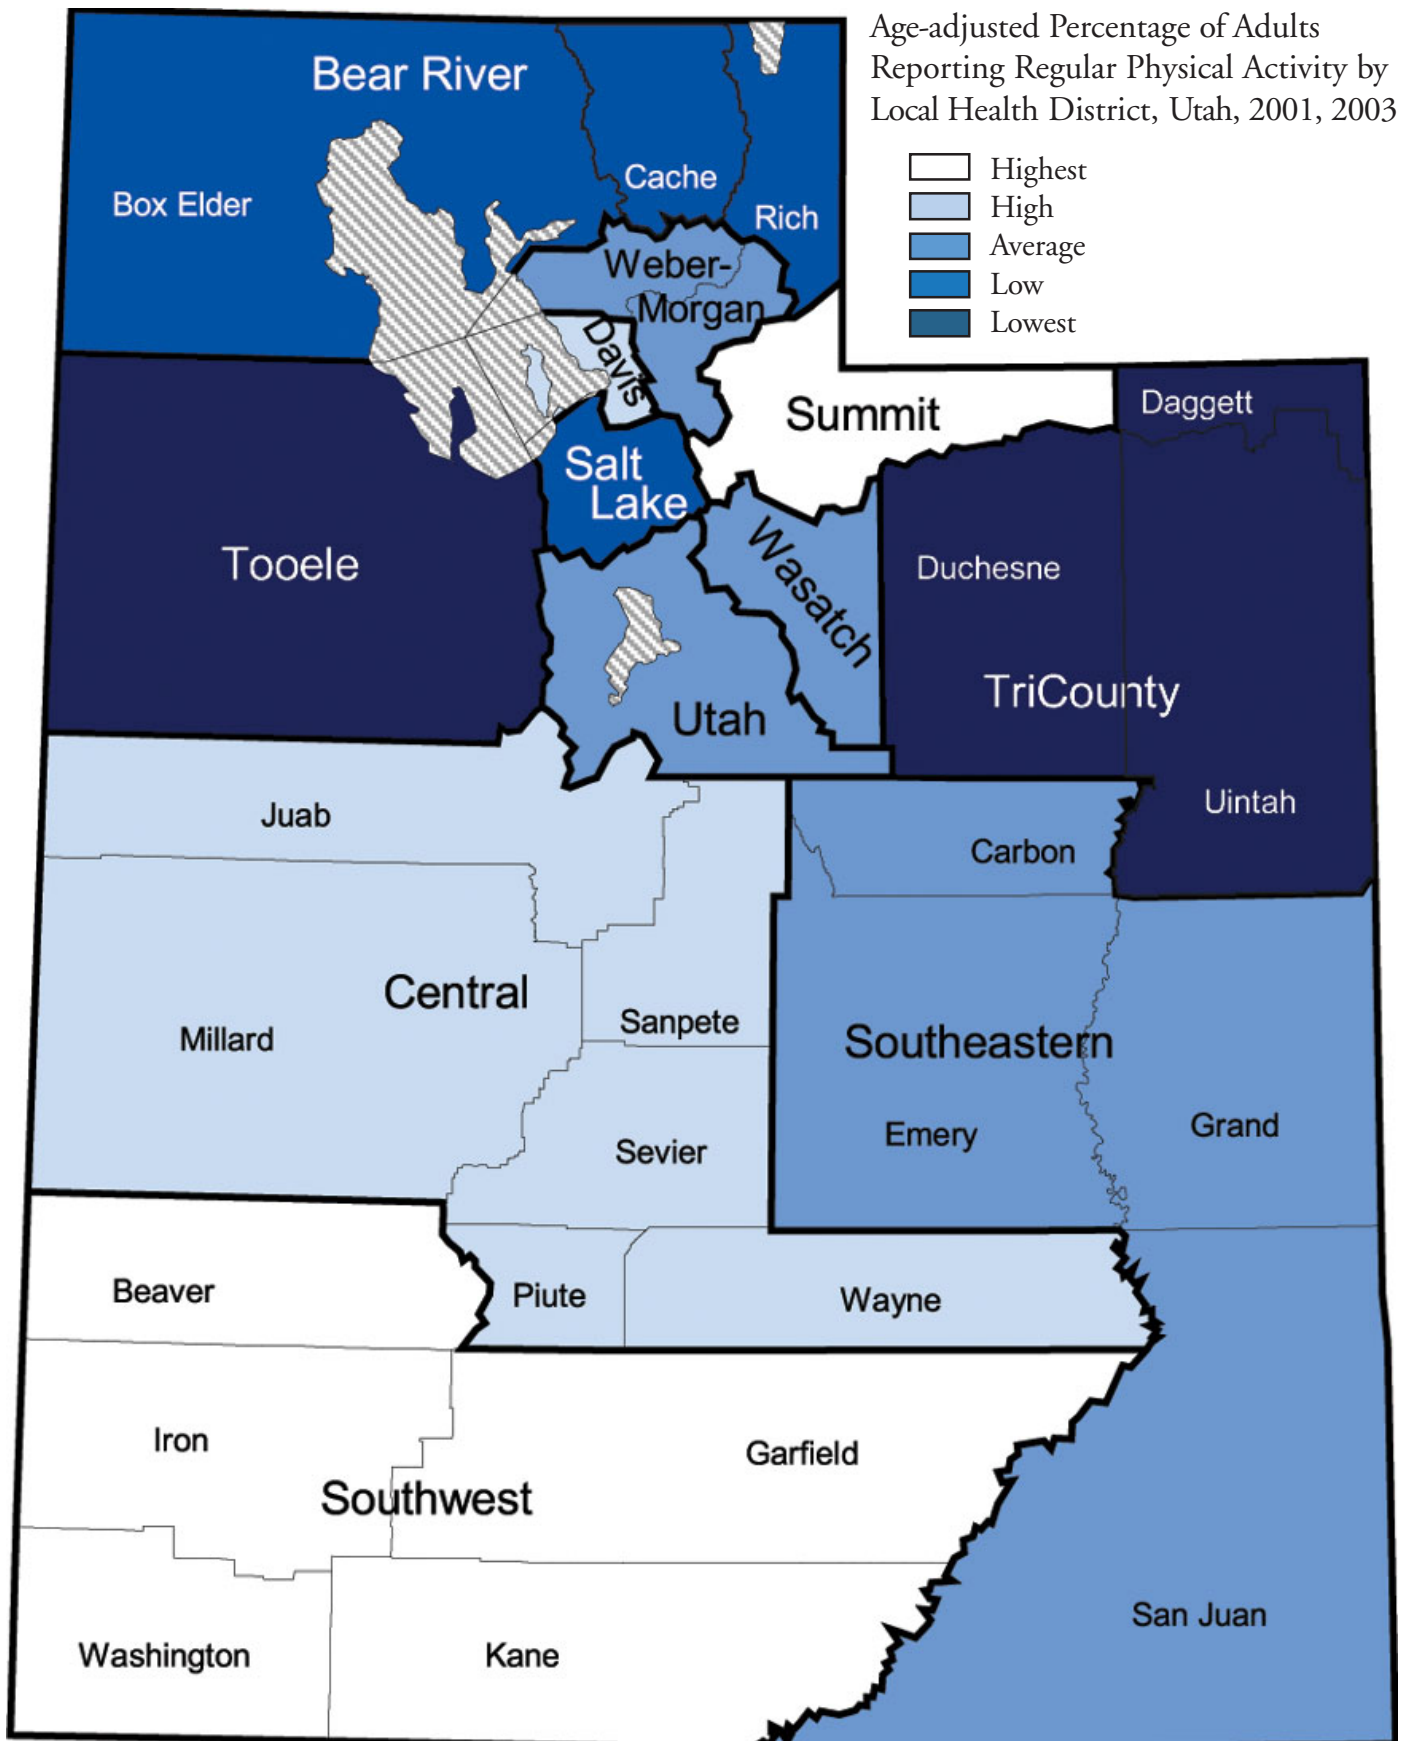 Age-adjusted Percentage of Adults
Reporting Regular Physical Activity by
Local Health District, Utah, 2001, 2003
Highest
High
Average
Low
Lowest
Bear River
Box Elder
Cache
Rich
Weber-
Morgan
Davis
Summit
Daggett
Salt
Lake
Tooele
Wasatch
Duchesne
TriCounty
Utah
Uintah
Juab
Carbon
Central
Sanpete
Millard
Southeastern
Emery
Grand
Sevier
Beaver
Piute
Wayne
Iron
Garfield
Southwest
San Juan
Washington
Kane